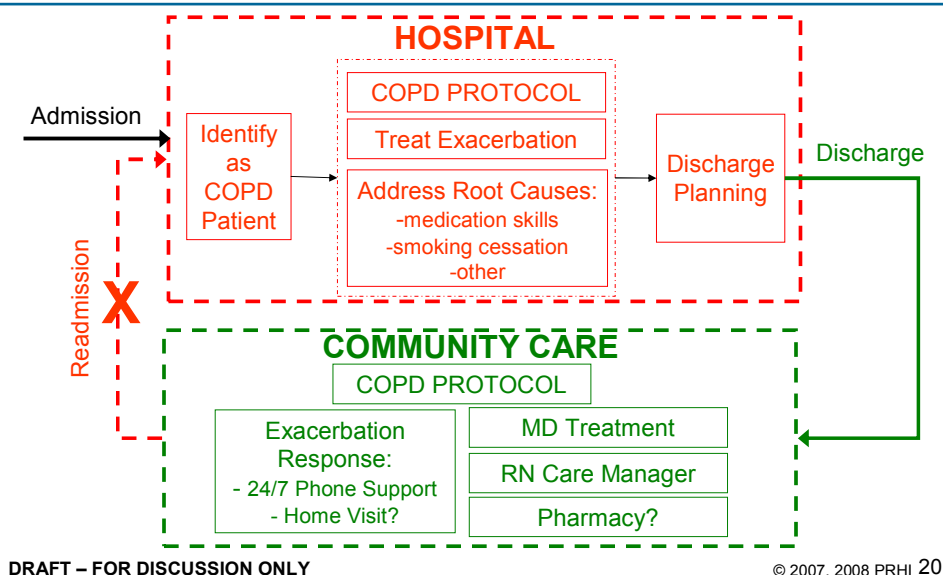 HOSPITAL
Admission
Identify
as
COPD
Patient
COPD PROTOCOL
Treat Exacerbation
Address Root Causes:
-medication skills
-smoking cessation
-other
Discharge
Planning
Discharge
Readmission
X
COMMUNITY CARE
COPD PROTOCOL
Exacerbation
Response:
- 24/7 Phone Support
- Home Visit?
MD Treatment
RN Care Manager
Pharmacy?
DRAFT – FOR DISCUSSION ONLY
© 2007, 2008 PRHI 20